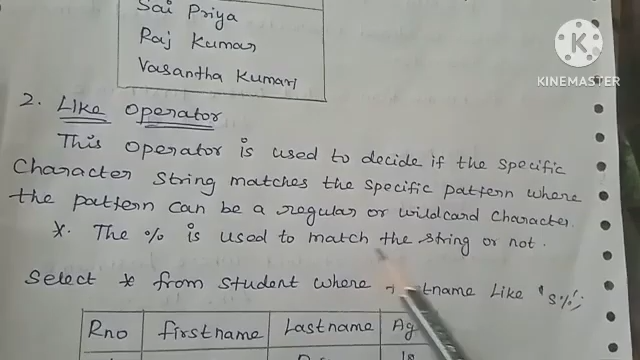 Sai Priya
Raj Kumar
Vasantha Kumari
KINEMASTER
2. Like Operator
This Operator is used to decide if the specific
Character String matches the specific pattern where
the pattern can be a regular or wildcard character.
*. The % is used to match the string or not.
Select * from student where Like 's%';
Rno firstname Lastname Ag